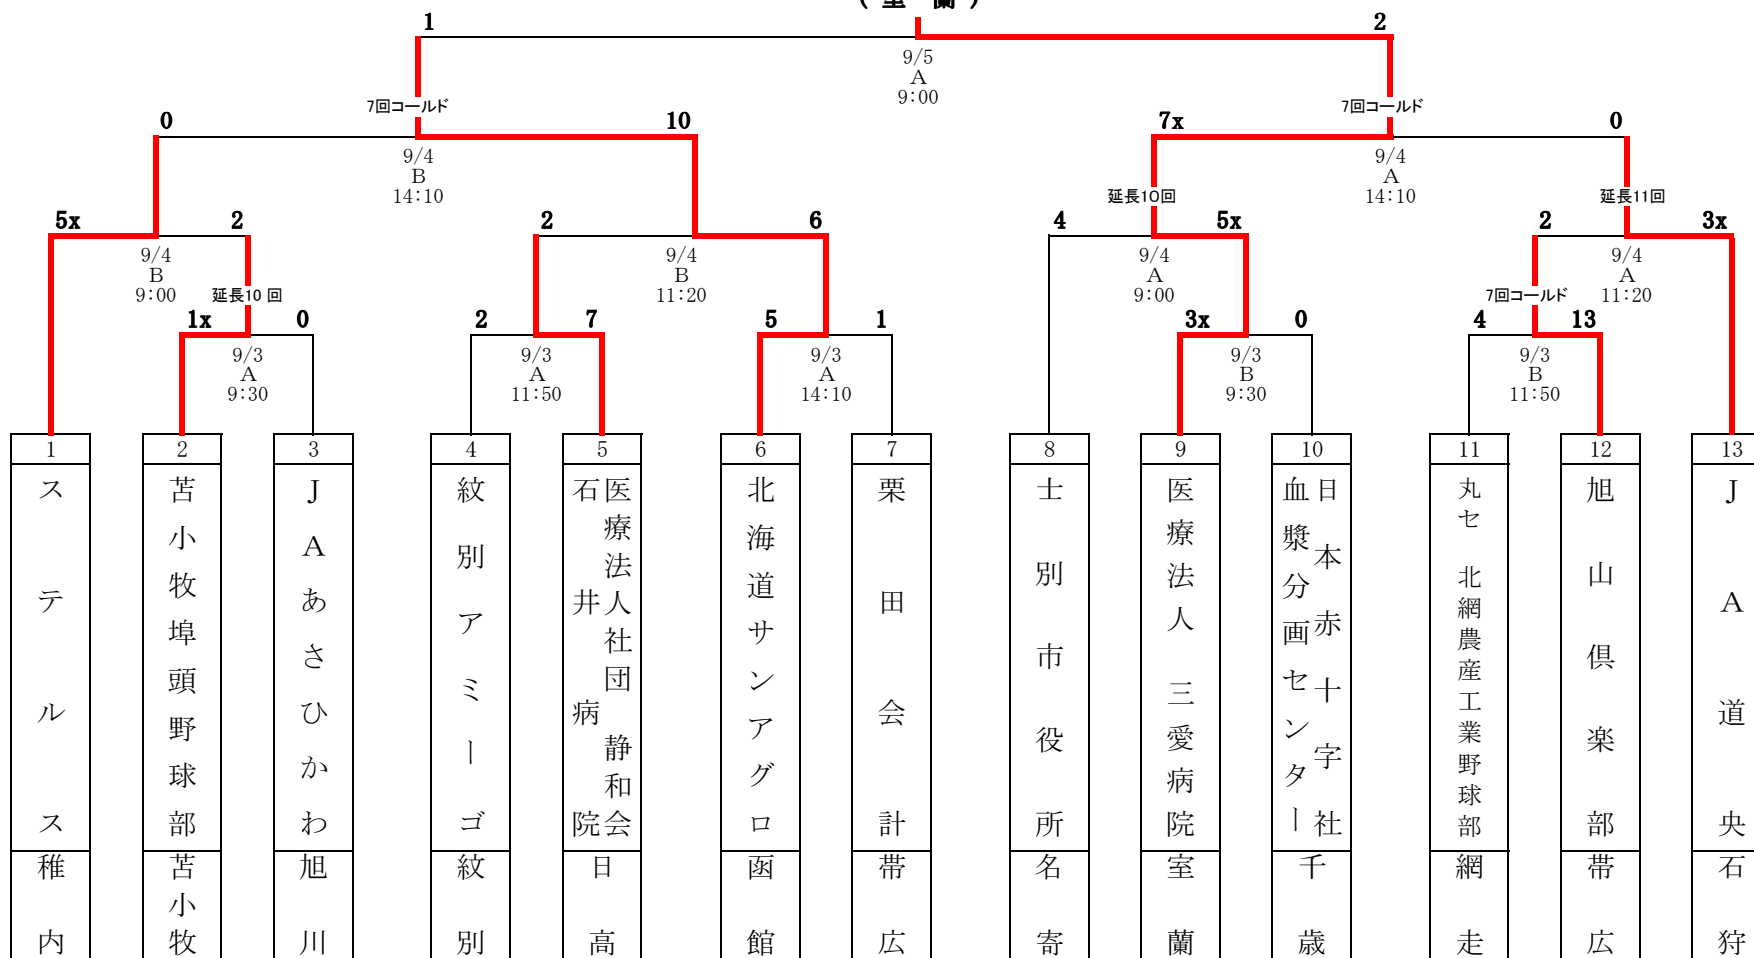 (室蘭)
1
2
9/5
A
9:00
7回コールド
7回コールド
0
10
7x
0
9/4
B
14:10
9/4
A
14:10
延長10回
延長11回
5x
2
2
6
4
5x
2
3x
9/4
B
9:00
9/4
B
11:20
9/4
A
9:00
9/4
A
11:20
延長10 回
7回コールド
1x
0
2
7
5
1
3x
0
4
13
9/3
A
9:30
9/3
A
11:50
9/3
A
14:10
9/3
B
9:30
9/3
B
11:50
1
2
3
4
5
6
7
8
9
10
11
12
13
ステルス
苫小牧埠頭野球部
JAあさひかわ
紋別アミーゴ
医療法人社団 静和会
石井病院
北海道サンアグロ
栗田会計
士別市役所
医療法人 三愛病院
日本赤十字社
血漿分画センター
丸セ 北網農産工業野球部
旭山倶楽部
JA道央
稚内
苫小牧
旭川
紋別
日高
函館
帯広
名寄
室蘭
千歳
網走
帯広
石狩